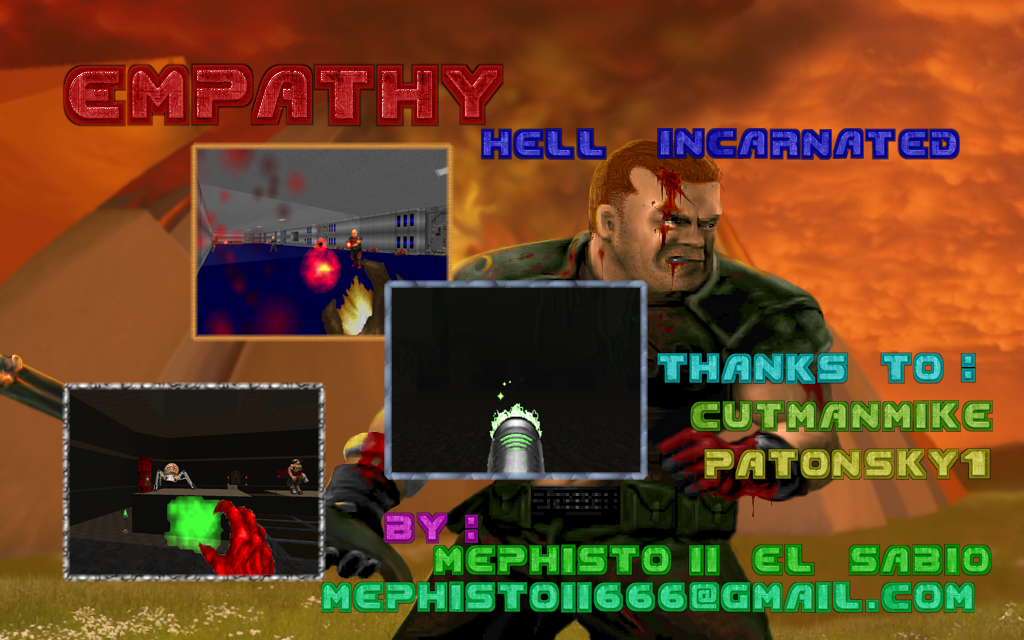 EMPATHY
HELL INCARNATED
THANKS TO:
CUTMANMIKE
PATONSKY1
BY:
MEPHISTO II EL SABIO
MEPHISTOII666@GMAIL.COM